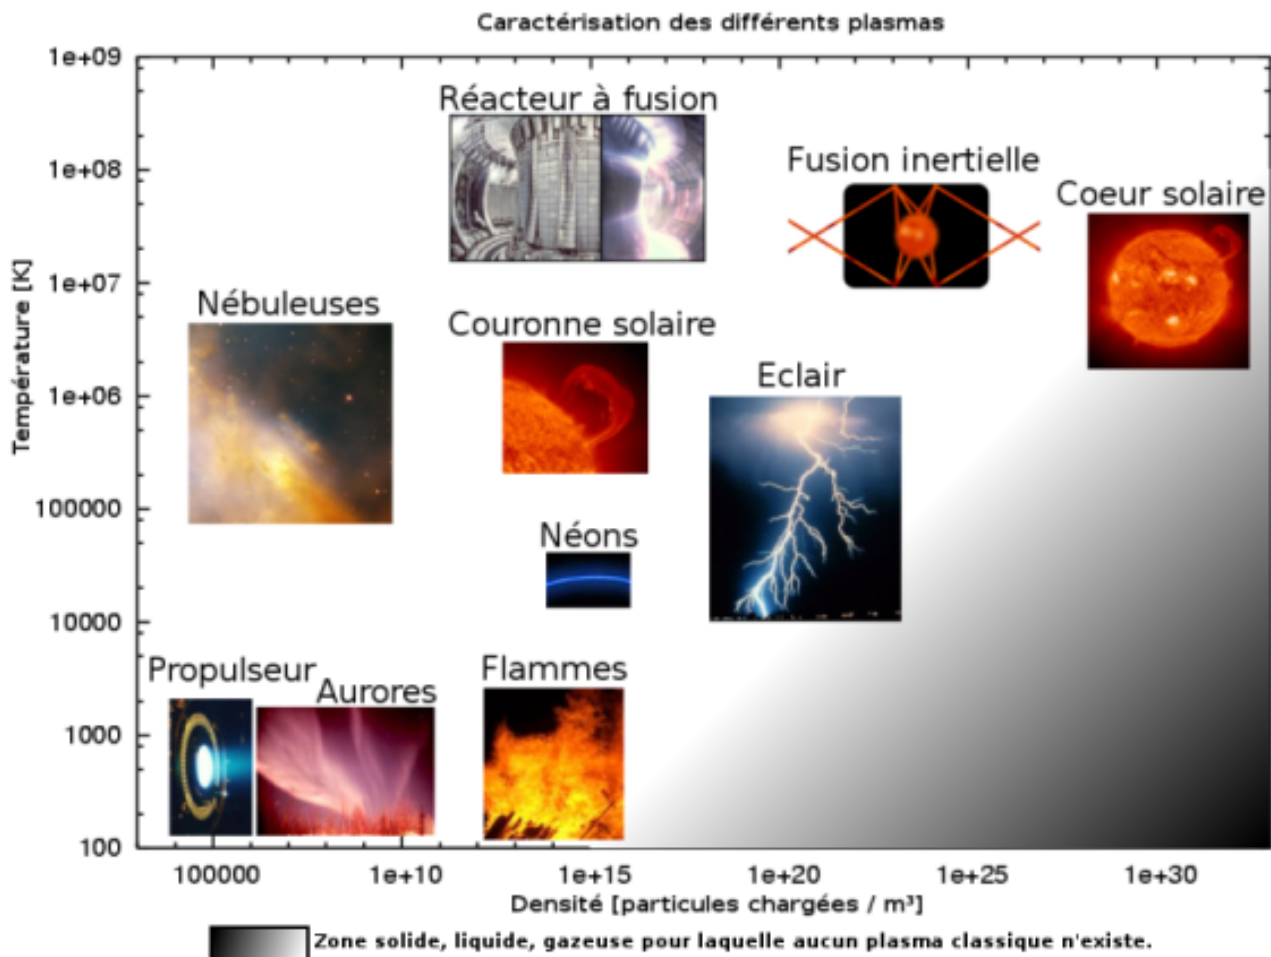 Caractérisation des différents plasmas
1e+09
1e+08
1e+07
1e+06
100000
10000
1000
100
Température [K]
Réacteur à fusion
Fusion inertielle
Coeur solaire
Nébuleuses
Couronne solaire
Eclair
Néons
Propulseur
Aurores
Flammes
100000 1e+10 1e+15 1e+20 1e+25 1e+30
Densité [particules chargées / m³]
Zone solide, liquide, gazeuse pour laquelle aucun plasma classique n'existe.